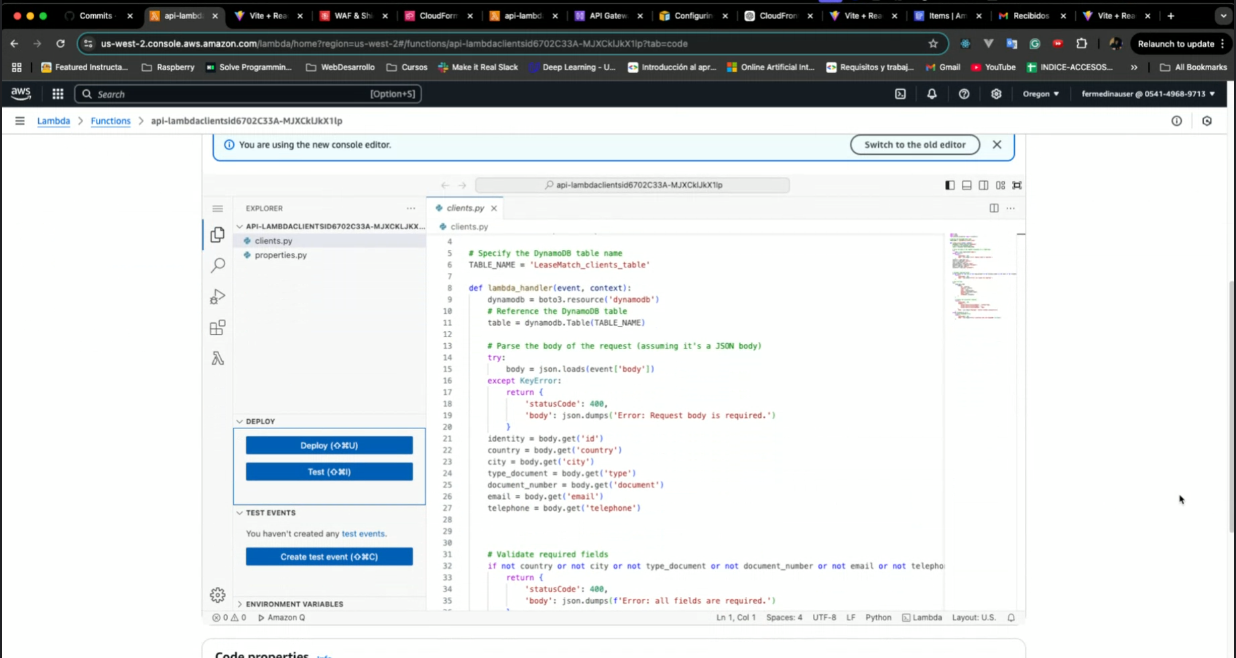 Commits ·
api-lambd
Vite + Rea
WAF & Shi
CloudForm
api-lambd
API Gatew
Configurin
CloudFron
Vite + Rea
Items | Am
Recibidos
Vite + Rea
us-west-2.console.aws.amazon.com/lambda/home?region=us-west-2#/functions/api-lambdaclientsid6702C33A-MJXCkIJkX1lp?tab=code
Relaunch to update
Featured Instructa...
Raspberry
Solve Programmin...
WebDesarrollo
Cursos
Make it Real Slack
Deep Learning - U...
Introducción al apr...
Online Artificial Int...
Requisitos y trabaj...
Gmail
YouTube
INDICE-ACCESOS...
»
All Bookmarks
aws
Search
[Option+S]
Oregon
fermedinauser @ 0541-4968-9713
Lambda > Functions > api-lambdaclientsid6702C33A-MJXCkIJkX1lp
You are using the new console editor.
Switch to the old editor
api-lambdaclientsid6702C33A-MJXCkIJkX1lp
EXPLORER
API-LAMBDACLIENTSID6702C33A-MJXCKLJKX...
clients.py
properties.py
DEPLOY
Deploy (⇧⌘U)
Test (⇧⌘I)
TEST EVENTS
You haven't created any test events.
Create test event (⇧⌘C)
ENVIRONMENT VARIABLES
clients.py
clients.py
4
5 # Specify the DynamoDB table name
6 TABLE_NAME = 'LeaseMatch_clients_table'
7
8 def lambda_handler(event, context):
9 dynamodb = boto3.resource('dynamodb')
10 # Reference the DynamoDB table
11 table = dynamodb.Table(TABLE_NAME)
12
13 # Parse the body of the request (assuming it's a JSON body)
14 try:
15 body = json.loads(event['body'])
16 except KeyError:
17 return {
18 'statusCode': 400,
19 'body': json.dumps('Error: Request body is required.')
20 }
21 identity = body.get('id')
22 country = body.get('country')
23 city = body.get('city')
24 type_document = body.get('type')
25 document_number = body.get('document')
26 email = body.get('email')
27 telephone = body.get('telephone')
28
29
30
31 # Validate required fields
32 if not country or not city or not type_document or not document_number or not email or not telepho
33 return {
34 'statusCode': 400,
35 'body': json.dumps(f'Error: all fields are required.')
0 0
Amazon Q
Ln 1, Col 1
Spaces: 4
UTF-8
LF
Python
Lambda
Layout: U.S.
Code properties